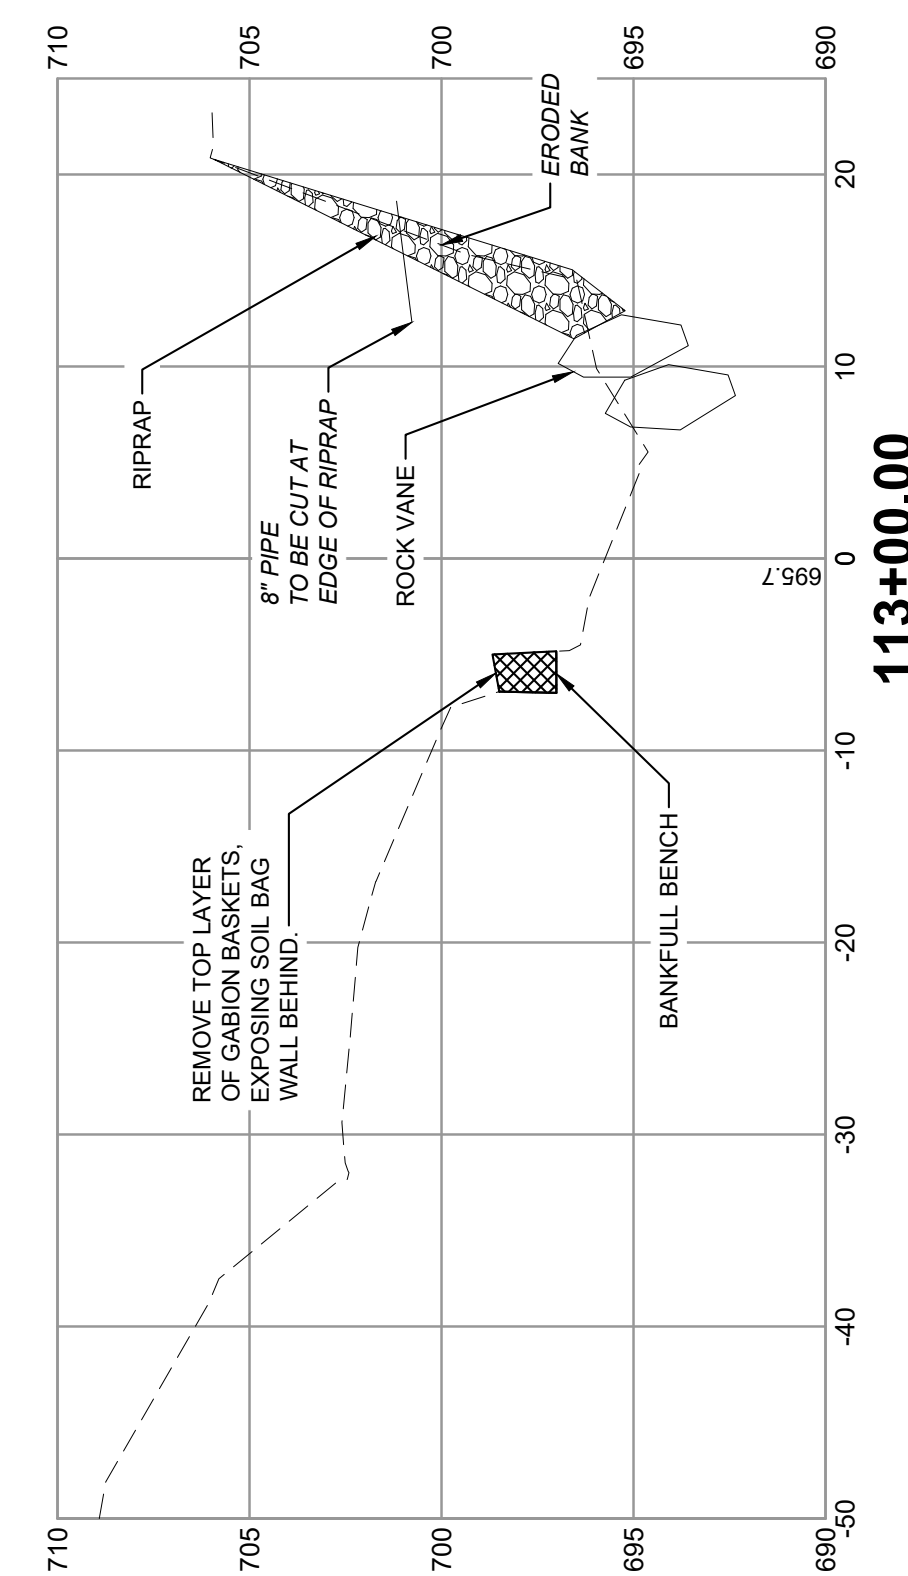 710
705
700
695
690
710
705
700
695
690
-50
-40
-30
-20
-10
0
10
20
REMOVE TOP LAYER
OF GABION BASKETS,
EXPOSING SOIL BAG
WALL BEHIND.
RIPRAP
8" PIPE
TO BE CUT AT
EDGE OF RIPRAP
ROCK VANE
ERODED
BANK
BANKFULL BENCH
695.7
113+00.00